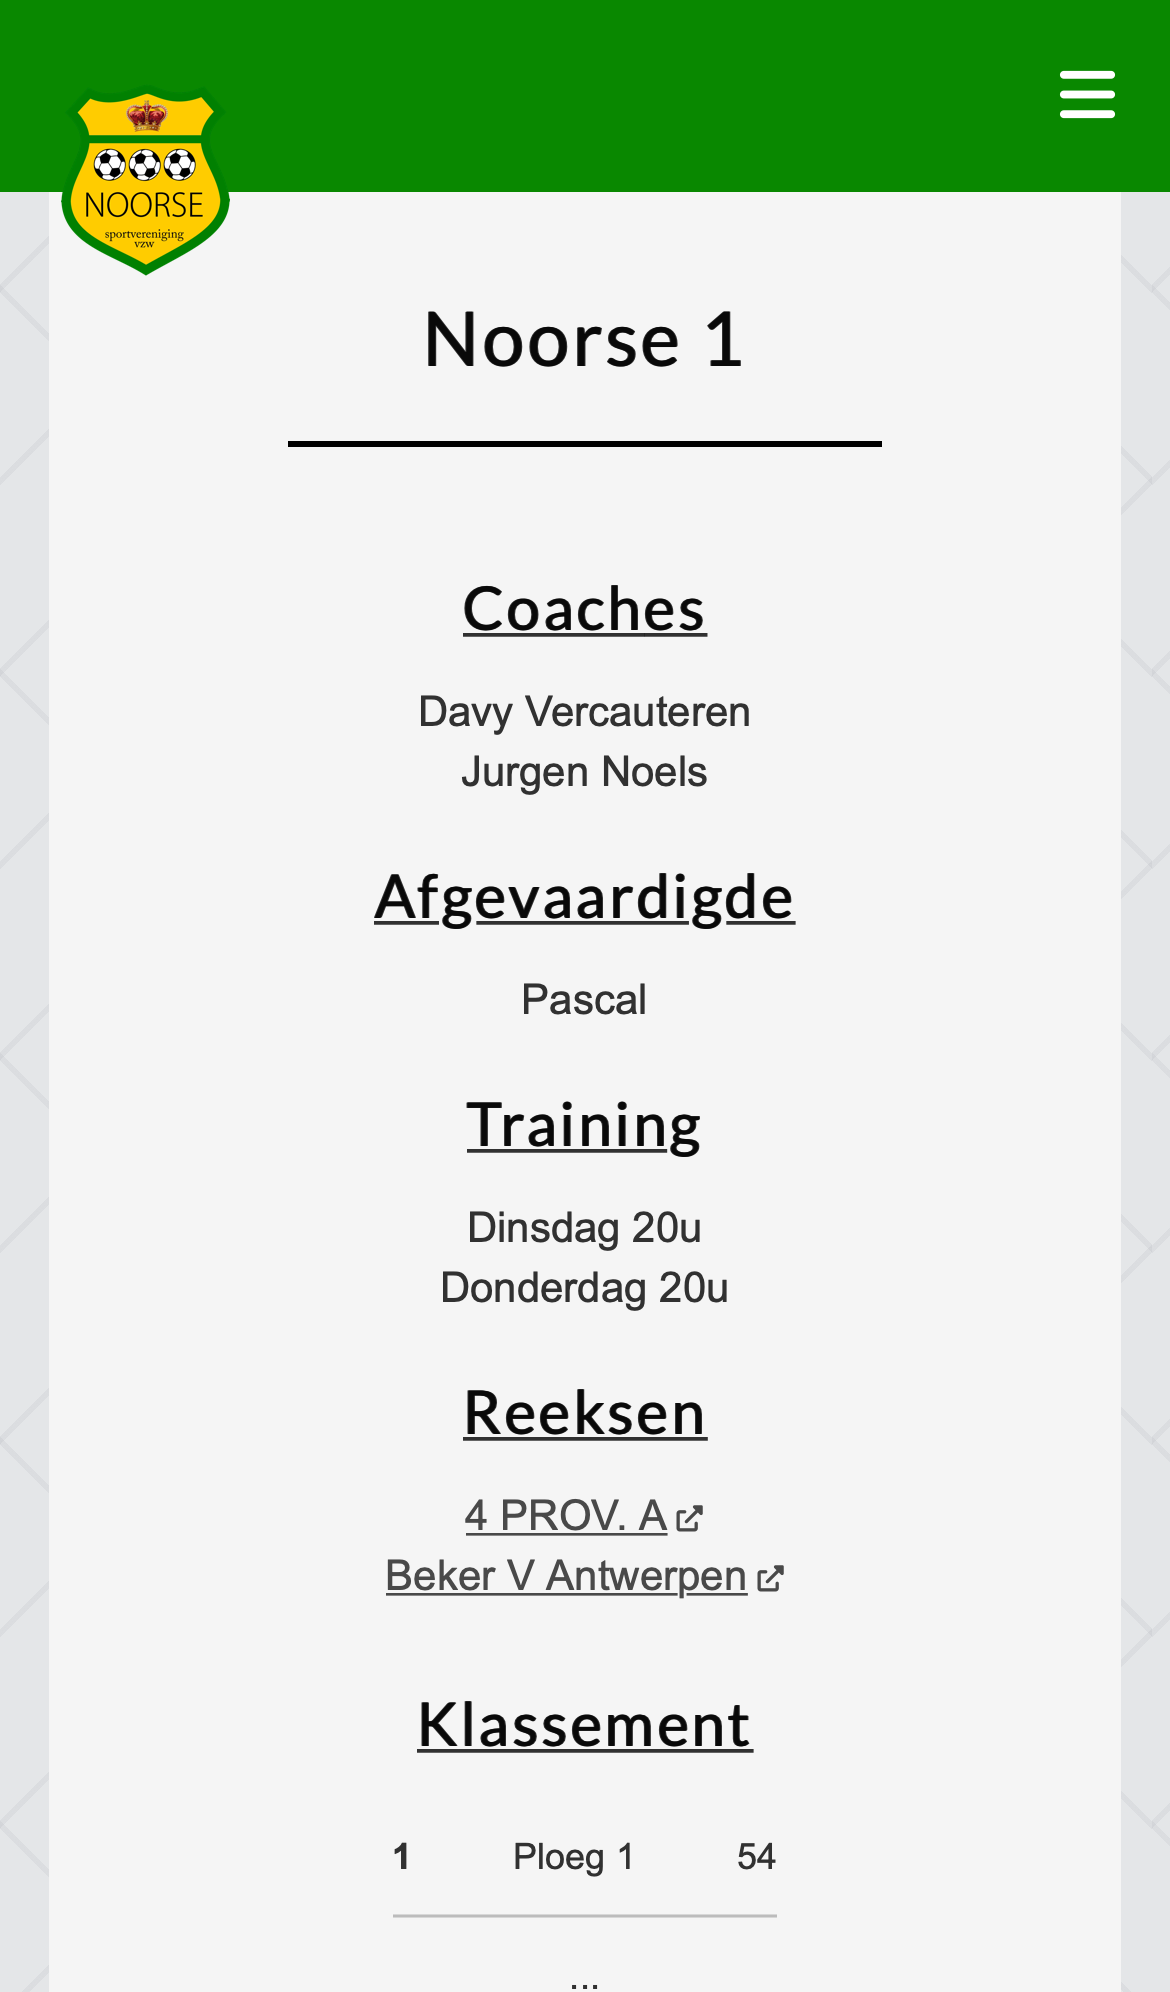 NOORSE
sportvereniging
vzw
Noorse 1
Coaches
Davy Vercauteren
Jurgen Noels
Afgevaardigde
Pascal
Training
Dinsdag 20u
Donderdag 20u
Reeksen
4 PROV. A
Beker V Antwerpen
Klassement
1 Ploeg 1 54
...